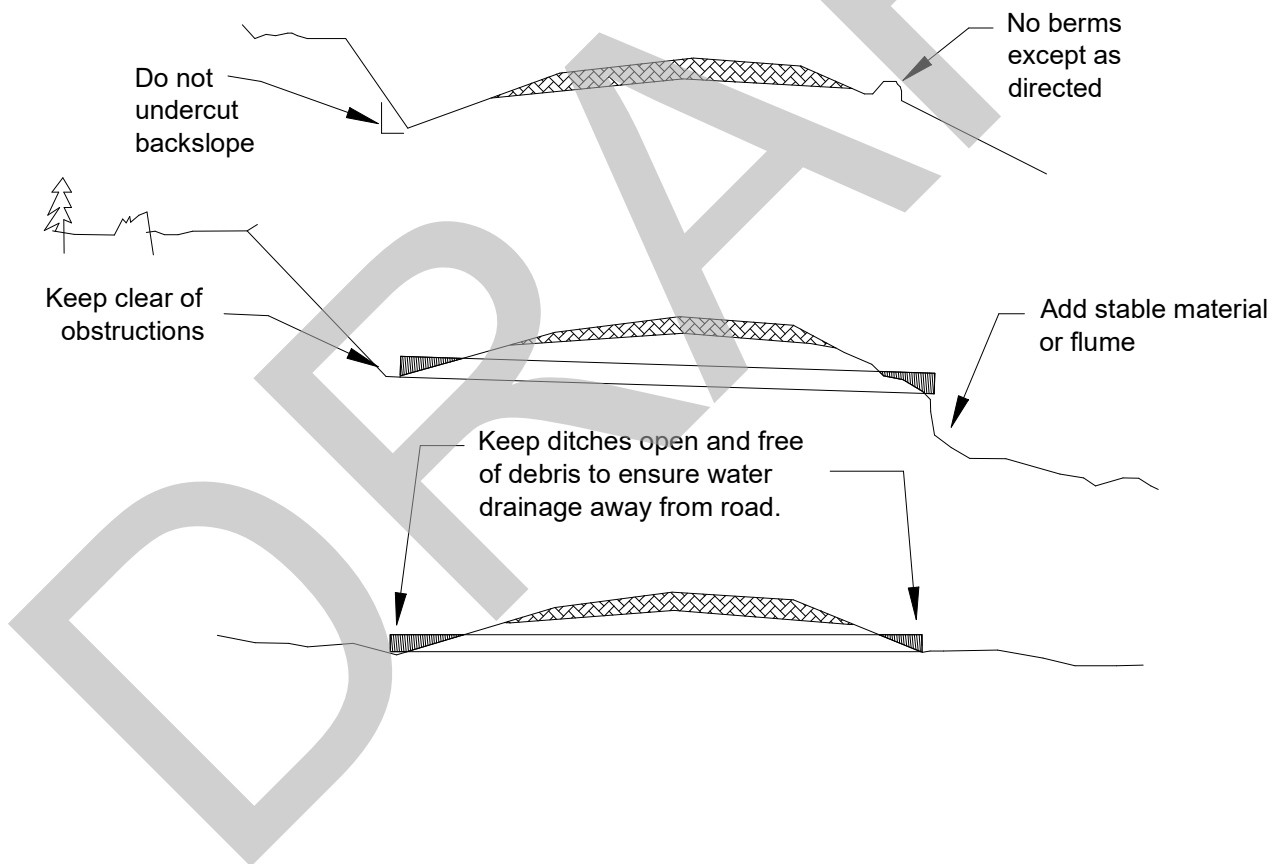 No berms
except as
directed
Do not
undercut
backslope
Keep clear of
obstructions
Add stable material
or flume
Keep ditches open and free
of debris to ensure water
drainage away from road.
DRA